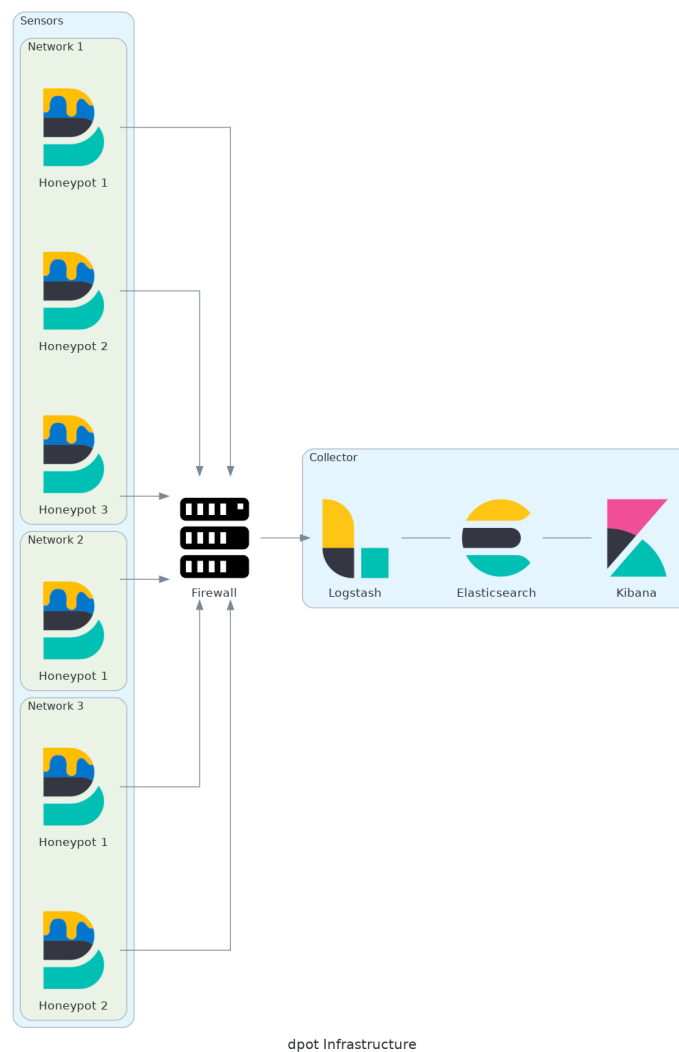 Sensors
Network 1
Honeypot 1
Honeypot 2
Honeypot 3
Network 2
Honeypot 1
Network 3
Honeypot 1
Honeypot 2
Firewall
Collector
Logstash
Elasticsearch
Kibana
dpot Infrastructure